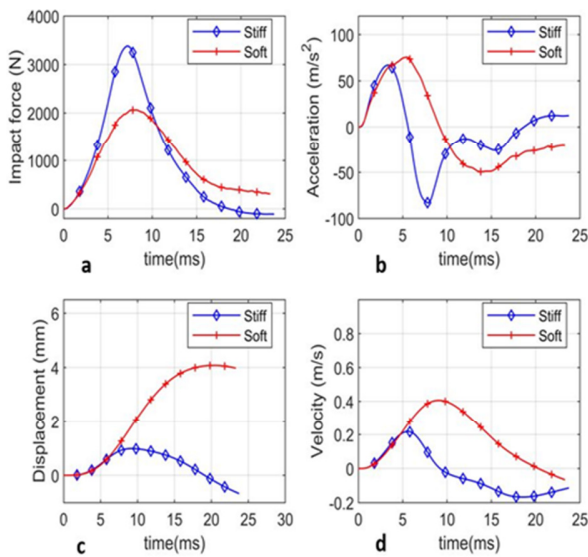 4000
3000
2000
1000
0
Impact force (N)
Stiff
Soft
0 5 10 15 20 25
a
time(ms)
100
50
0
-50
-100
Acceleration (m/s²)
Stiff
Soft
0 5 10 15 20 25
b
time(ms)
6
4
2
0
Displacement (mm)
Stiff
Soft
0 5 10 15 20 25 30
c
time(ms)
0.8
0.6
0.4
0.2
0
-0.2
Velocity (m/s)
Stiff
Soft
0 5 10 15 20 25
d
time(ms)